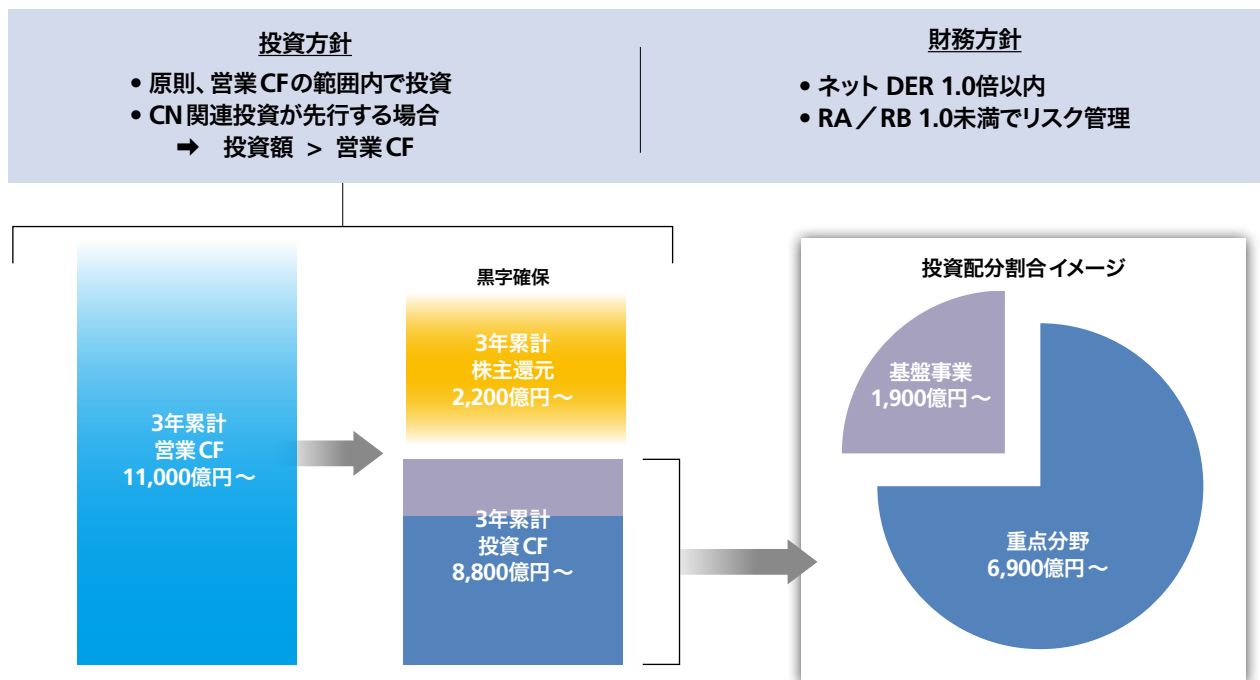 投資方針
• 原則、営業CFの範囲内で投資
• CN関連投資が先行する場合
➡ 投資額 > 営業CF
財務方針
• ネット DER 1.0倍以内
• RA／RB 1.0未満でリスク管理
3年累計
営業CF
11,000億円～
黒字確保
3年累計
株主還元
2,200億円～
3年累計
投資CF
8,800億円～
投資配分割合イメージ
基盤事業
1,900億円～
重点分野
6,900億円～